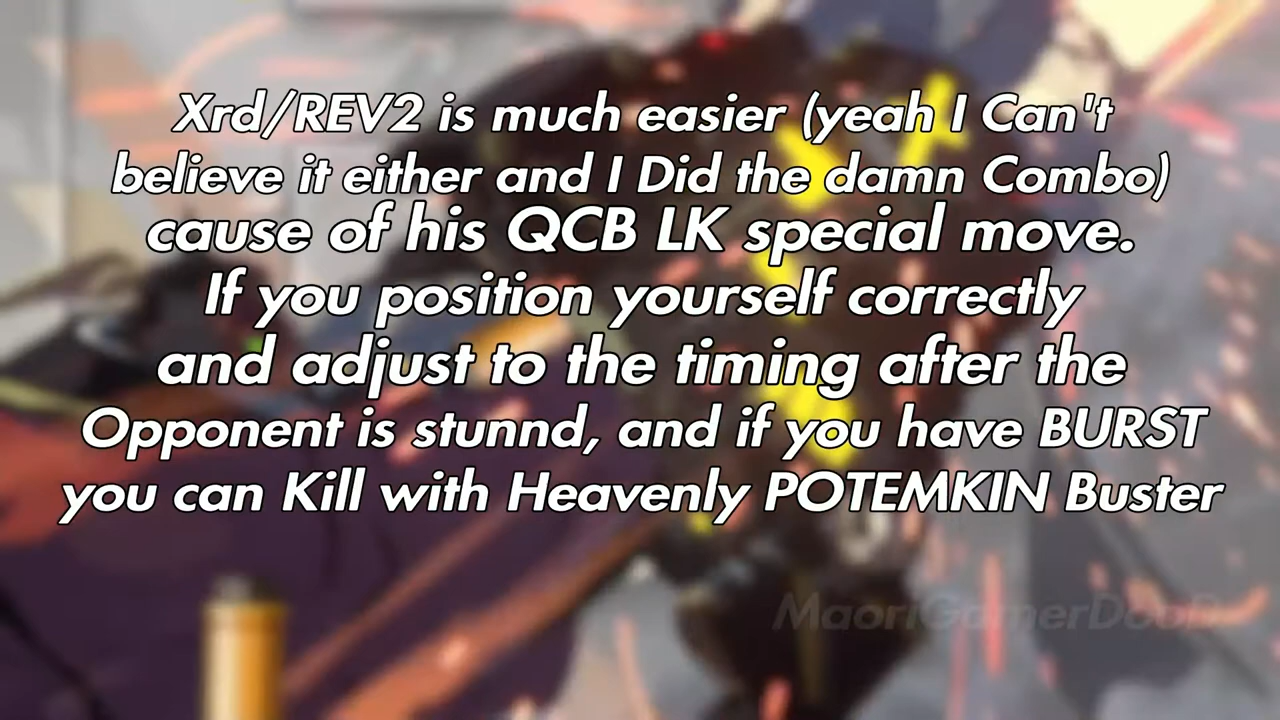 Xrd/REV2 is much easier (yeah I Can't
believe it either and I Did the damn Combo)
cause of his QCB LK special move.
If you position yourself correctly
and adjust to the timing after the
Opponent is stunnd, and if you have BURST
you can Kill with Heavenly POTEMKIN Buster
MaoriGamerDooD